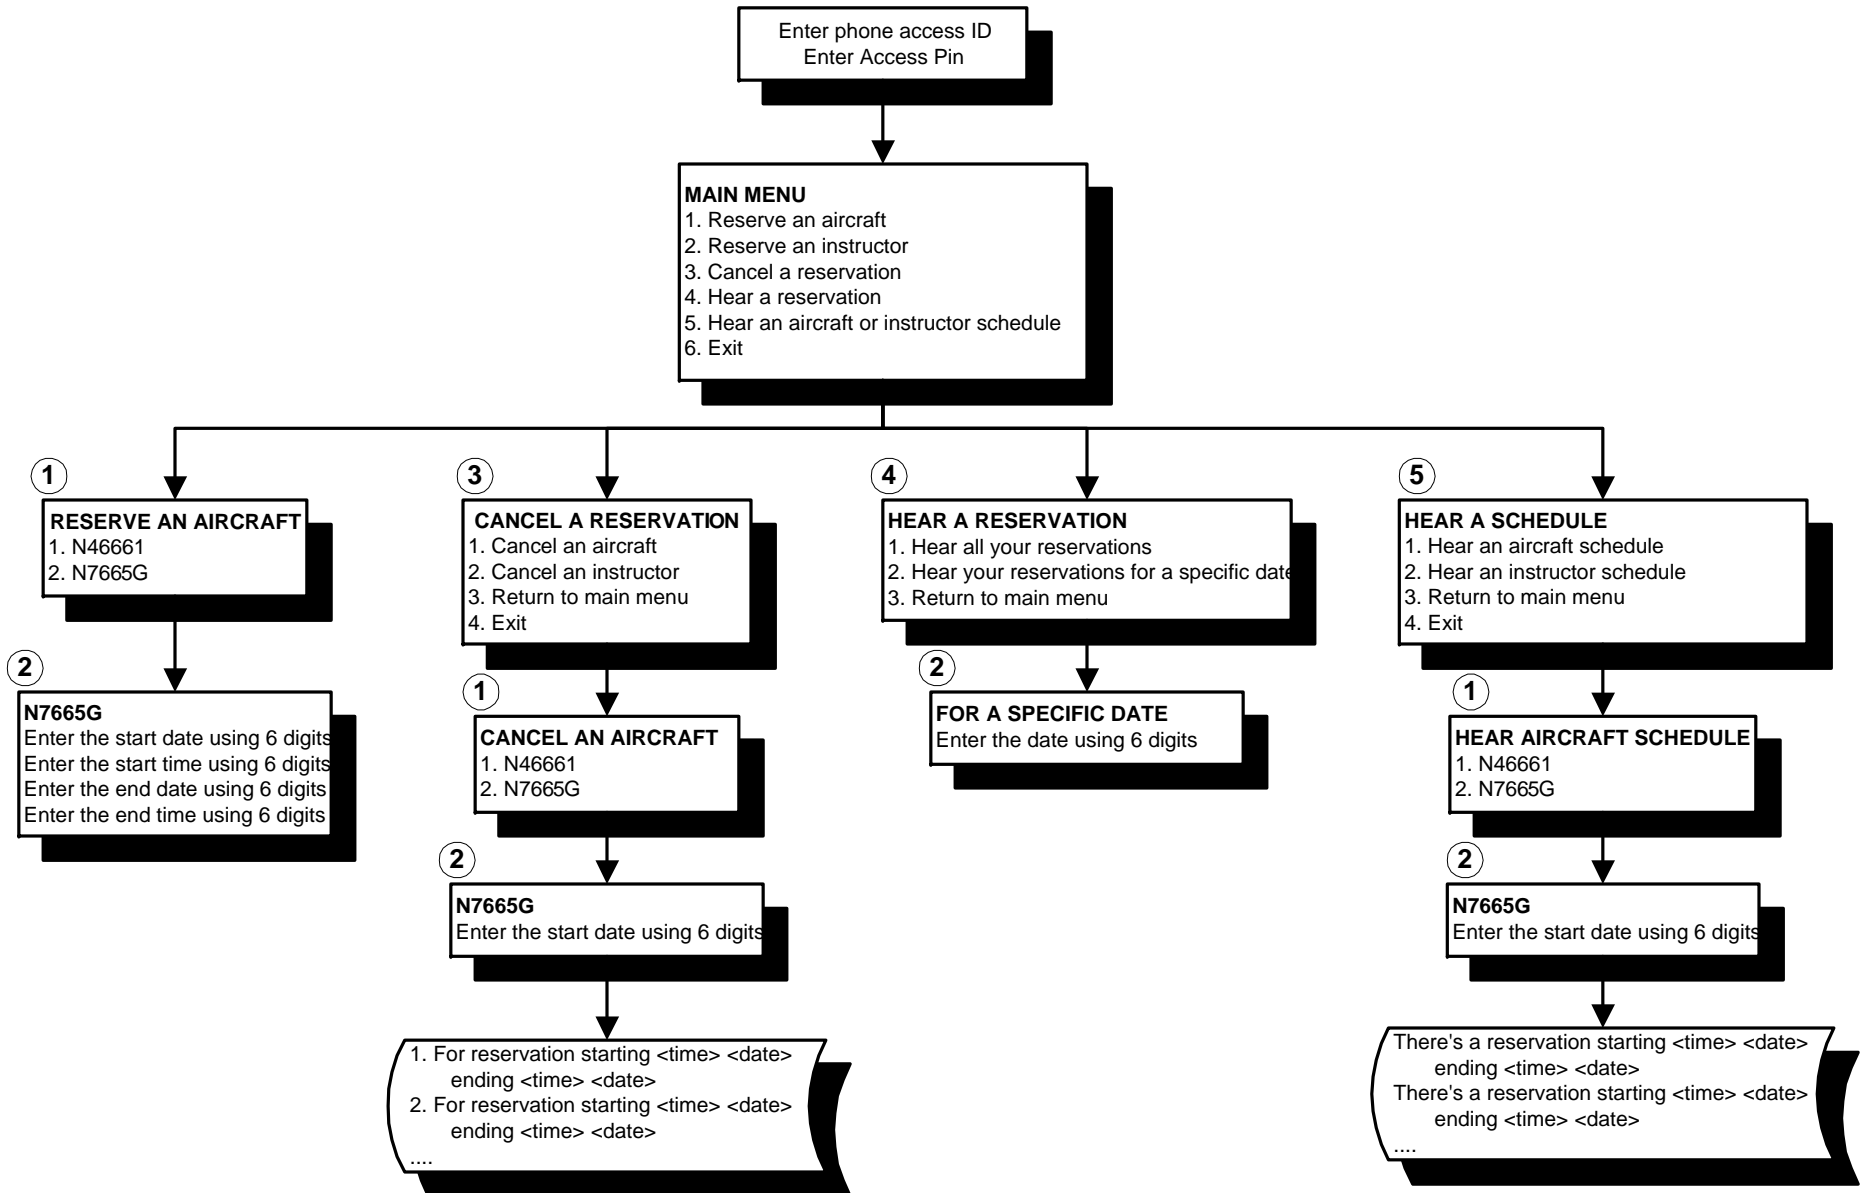 Enter phone access ID
Enter Access Pin
MAIN MENU
1. Reserve an aircraft
2. Reserve an instructor
3. Cancel a reservation
4. Hear a reservation
5. Hear an aircraft or instructor schedule
6. Exit
1
RESERVE AN AIRCRAFT
1. N46661
2. N7665G
2
N7665G
Enter the start date using 6 digits
Enter the start time using 6 digits
Enter the end date using 6 digits
Enter the end time using 6 digits
3
CANCEL A RESERVATION
1. Cancel an aircraft
2. Cancel an instructor
3. Return to main menu
4. Exit
1
CANCEL AN AIRCRAFT
1. N46661
2. N7665G
2
N7665G
Enter the start date using 6 digits
1. For reservation starting <time> <date>
ending <time> <date>
2. For reservation starting <time> <date>
ending <time> <date>
....
4
HEAR A RESERVATION
1. Hear all your reservations
2. Hear your reservations for a specific date
3. Return to main menu
2
FOR A SPECIFIC DATE
Enter the date using 6 digits
5
HEAR A SCHEDULE
1. Hear an aircraft schedule
2. Hear an instructor schedule
3. Return to main menu
4. Exit
1
HEAR AIRCRAFT SCHEDULE
1. N46661
2. N7665G
2
N7665G
Enter the start date using 6 digits
There's a reservation starting <time> <date>
ending <time> <date>
There's a reservation starting <time> <date>
ending <time> <date>
....